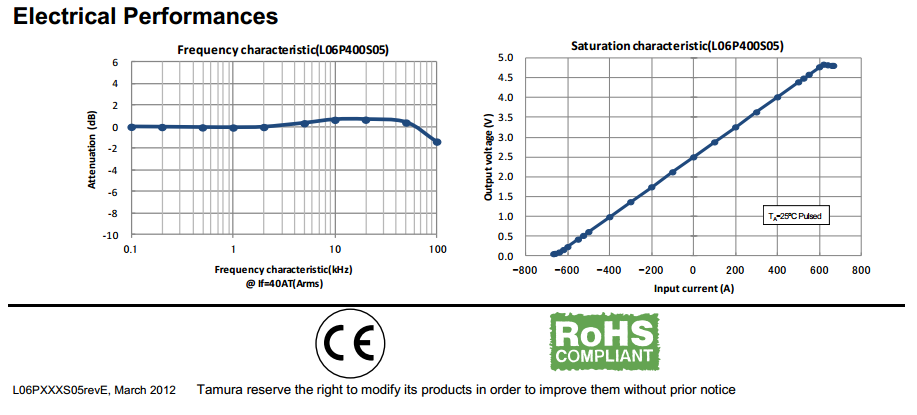 Electrical Performances
Frequency characteristic(L06P400S05)
6
4
2
0
-2
-4
-6
-8
-10
Attenuation (dB)
0.1 1 10 100
Frequency characteristic(kHz)
@ If=40AT(Arms)
Saturation characteristic(L06P400S05)
5.0
4.5
4.0
3.5
3.0
2.5
2.0
1.5
1.0
0.5
0.0
Output voltage (V)
TA=25ºC Pulsed
−800 −600 −400 −200 0 200 400 600 800
Input current (A)
CE
RoHS
COMPLIANT
L06PXXXS05revE, March 2012 Tamura reserve the right to modify its products in order to improve them without prior notice